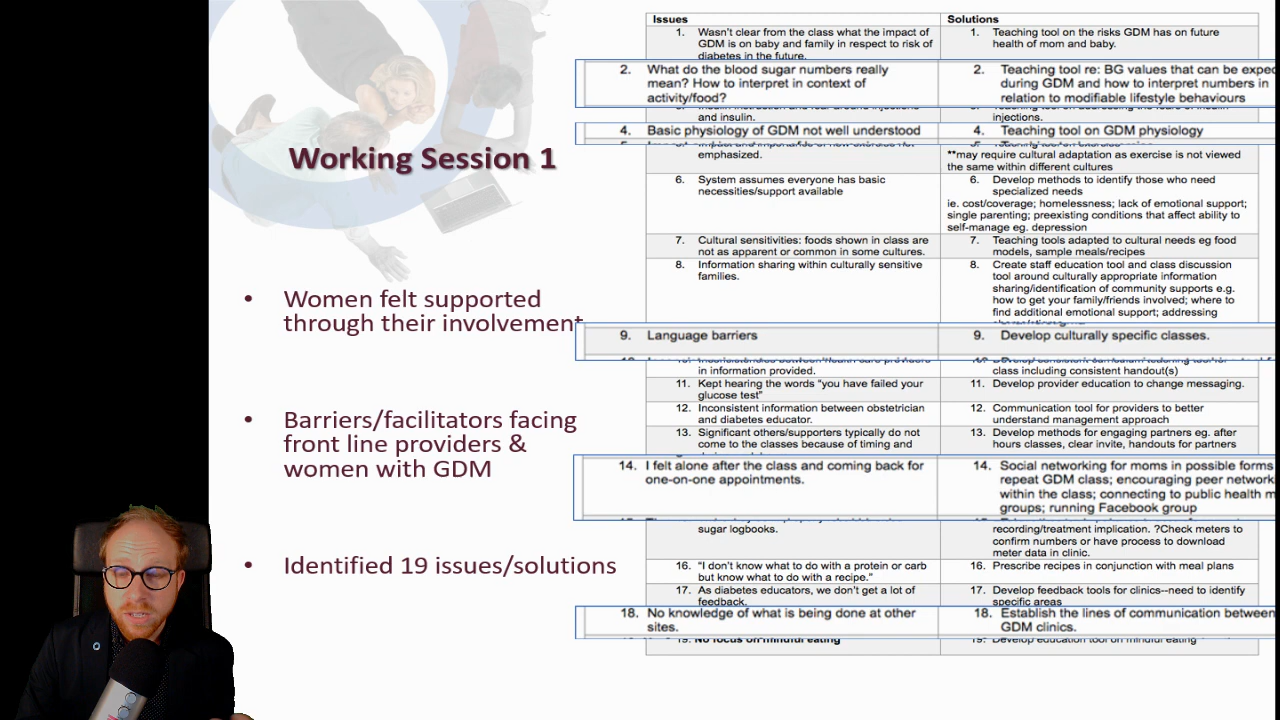 Working Session 1
• Women felt supported
through their involvement
• Barriers/facilitators facing
front line providers &
women with GDM
• Identified 19 issues/solutions
Issues Solutions
1. Wasn't clear from the class what the impact of
GDM is on baby and family in respect to risk of
diabetes in the future.
1. Teaching tool on the risks GDM has on future
health of mom and baby.
2. What do the blood sugar numbers really
mean? How to interpret in context of
activity/food?
2. Teaching tool re: BG values that can be
during GDM and how to interpret numbers in
relation to modifiable lifestyle behaviours
and insulin.
injections.
4. Basic physiology of GDM not well understood
4. Teaching tool on GDM physiology
emphasized.
**may require cultural adaptation as exercise is not viewed
the same within different cultures
6. System assumes everyone has basic
necessities/support available
6. Develop methods to identify those who need
specialized needs
ie. cost/coverage; homelessness; lack of emotional support;
single parenting; preexisting conditions that affect ability to
self-manage eg. depression
7. Cultural sensitivities: foods shown in class are
not as apparent or common in some cultures.
7. Teaching tools adapted to cultural needs eg food
models, sample meals/recipes
8. Information sharing within culturally sensitive
families.
8. Create staff education tool and class discussion
tool around culturally appropriate information
sharing/identification of community supports e.g.
how to get your family/friends involved; where to
find additional emotional support; addressing
9. Language barriers
9. Develop culturally specific classes.
in information provided.
class including consistent handout(s)
11. Kept hearing the words "you have failed your
glucose test"
11. Develop provider education to change messaging.
12. Inconsistent information between obstetrician
and diabetes educator.
12. Communication tool for providers to better
understand management approach
13. Significant others/supporters typically do not
come to the classes because of timing and
13. Develop methods for engaging partners eg. after
hours classes, clear invite, handouts for partners
14. I felt alone after the class and coming back for
one-on-one appointments.
14. Social networking for moms in possible forms
repeat GDM class; encouraging peer network
within the class; connecting to public health
groups; running Facebook group
sugar logbooks.
recording/treatment implication. ?Check meters to
confirm numbers or have process to download
meter data in clinic.
16. "I don't know what to do with a protein or carb
but know what to do with a recipe."
16. Prescribe recipes in conjunction with meal plans
17. As diabetes educators, we don't get a lot of
feedback.
17. Develop feedback tools for clinics--need to identify
specific areas
18. No knowledge of what is being done at other
sites.
18. Establish the lines of communication between
GDM clinics.
19. No focus on mindful eating
19. Develop education tool on mindful eating